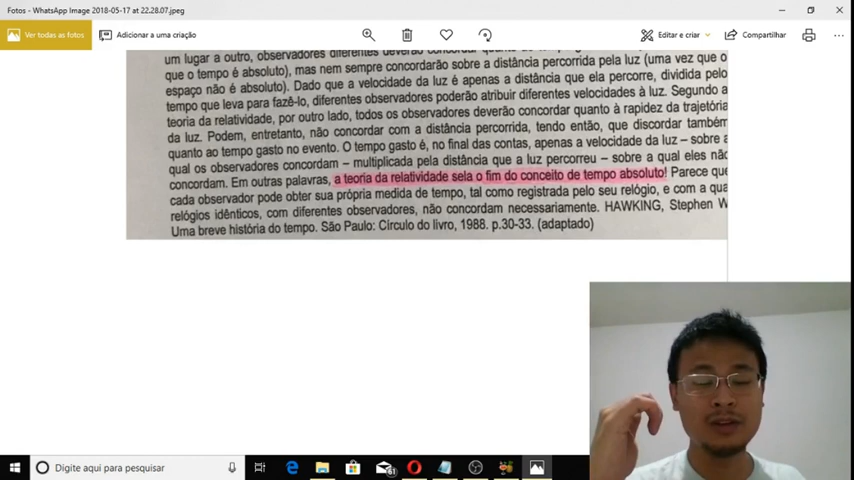 Fotos - WhatsApp Image 2018-05-17 at 22.28.07.jpeg
Ver todas as fotos
Adicionar a uma criação
Editar e criar
Compartilhar
um lugar a outro, observadores diferentes deverão concordar
que o tempo é absoluto), mas nem sempre concordarão sobre a distância percorrida pela luz (uma vez que o
espaço não é absoluto). Dado que a velocidade da luz é apenas a distância que ela percorre, dividida pelo
tempo que leva para fazê-lo, diferentes observadores poderão atribuir diferentes velocidades à luz. Segundo a
teoria da relatividade, por outro lado, todos os observadores deverão concordar quanto à rapidez da trajetória
da luz. Podem, entretanto, não concordar com a distância percorrida, tendo então, que discordar também
quanto ao tempo gasto no evento. O tempo gasto é, no final das contas, apenas a velocidade da luz – sobre a
qual os observadores concordam – multiplicada pela distância que a luz percorreu – sobre a qual eles não
concordam. Em outras palavras, a teoria da relatividade sela o fim do conceito de tempo absoluto! Parece que
cada observador pode obter sua própria medida de tempo, tal como registrada pelo seu relógio, e com a qua
relógios idênticos, com diferentes observadores, não concordam necessariamente. HAWKING, Stephen W
Uma breve história do tempo. São Paulo: Circulo do livro, 1988. p.30-33. (adaptado)
Digite aqui para pesquisar
61